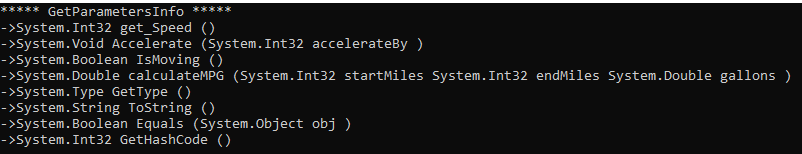 ***** GetParametersInfo *****
->System.Int32 get_Speed ()
->System.Void Accelerate (System.Int32 accelerateBy )
->System.Boolean IsMoving ()
->System.Double calculateMPG (System.Int32 startMiles System.Int32 endMiles System.Double gallons )
->System.Type GetType ()
->System.String ToString ()
->System.Boolean Equals (System.Object obj )
->System.Int32 GetHashCode ()